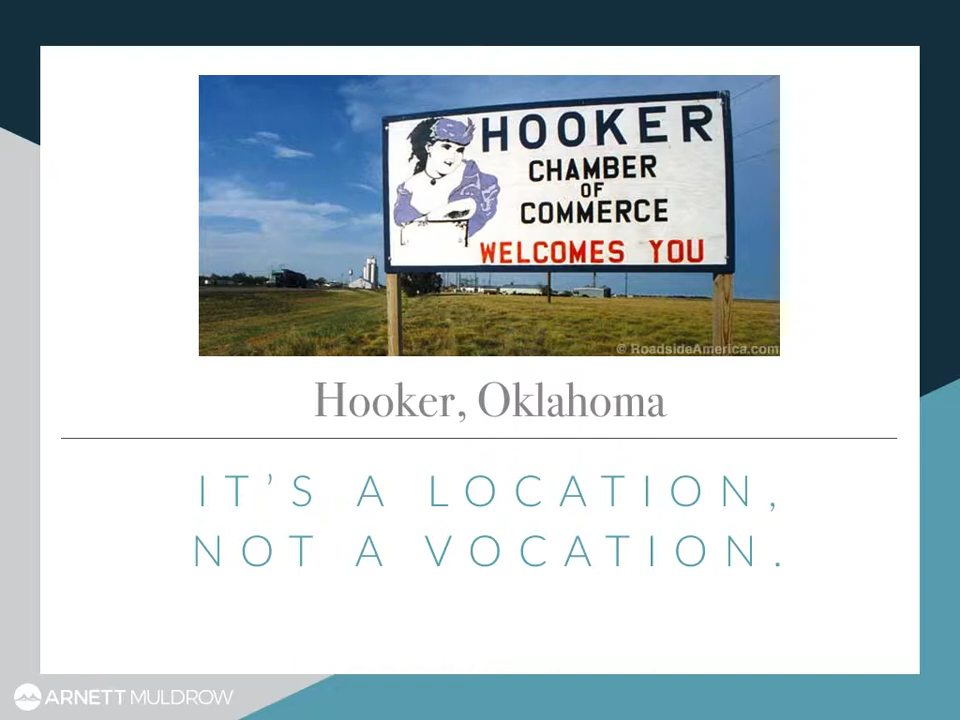 HOOKER
CHAMBER
OF
COMMERCE
WELCOMES YOU
© RoadsideAmerica.com
Hooker, Oklahoma
IT’S A LOCATION,
NOT A VOCATION.
ARNETT MULDROW